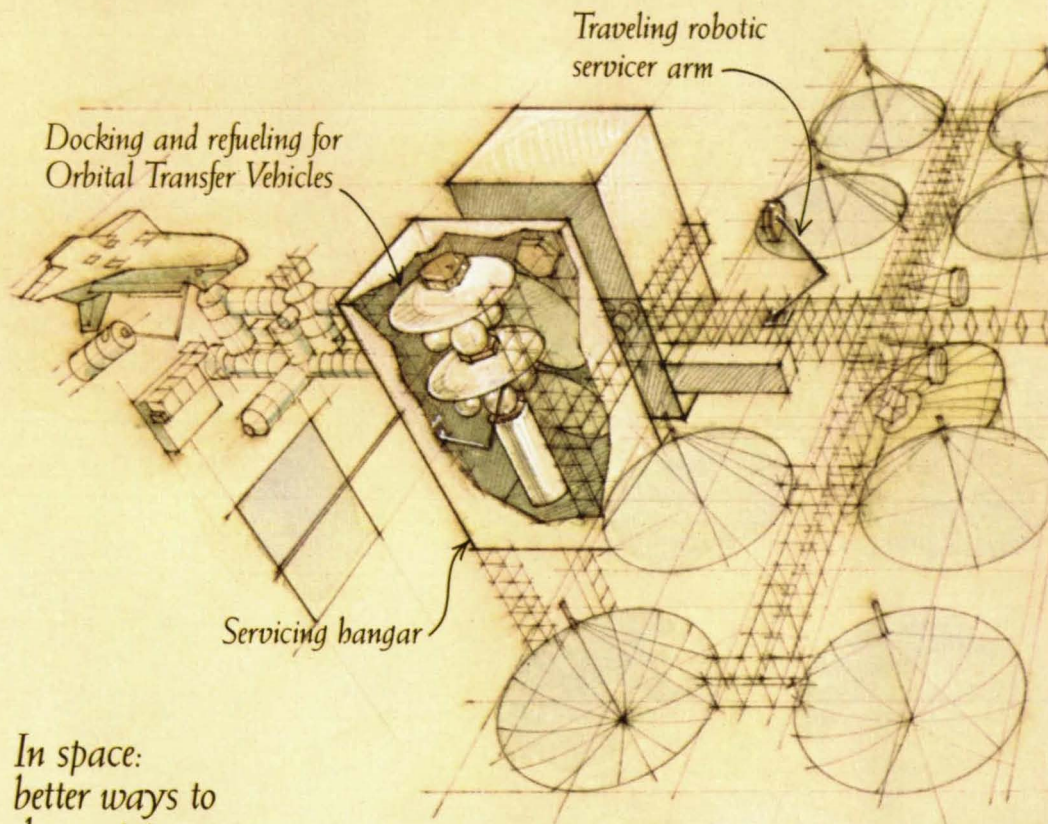 Traveling robotic
servicer arm
Docking and refueling for
Orbital Transfer Vehicles
Servicing hangar
In space:
better ways to